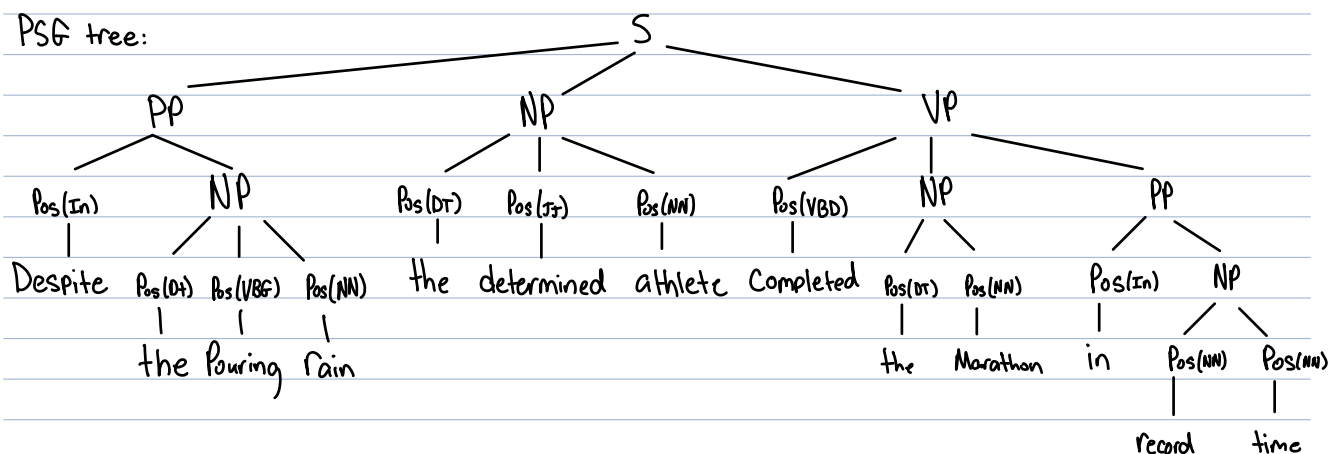 PSG tree:
S
PP NP VP
Pos(In) NP Pos(DT) Pos(JJ) Pos(NN) Pos(VBD) NP PP
Despite Pos(Dt) Pos(VBG) Pos(NN) the determined athlete Completed Pos(DT) Pos(NN) Pos(In) NP
the Pouring rain the Marathon in Pos(NN) Pos(NN)
record time